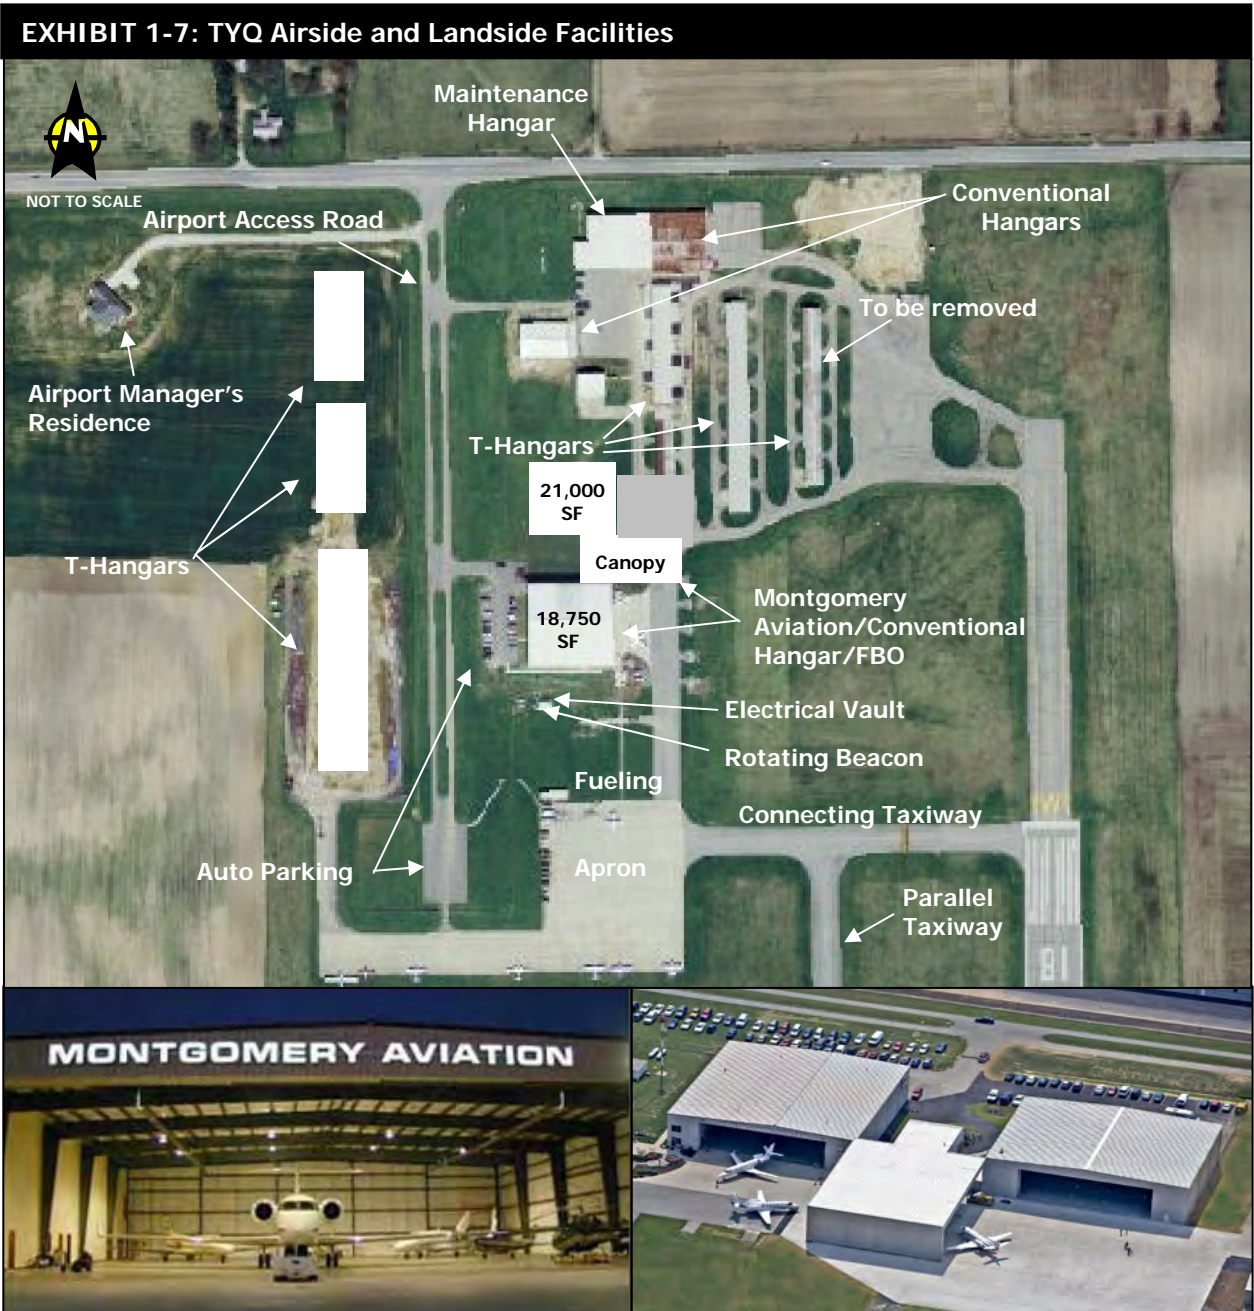 EXHIBIT 1-7: TYQ Airside and Landside Facilities
Maintenance
Hangar
N
NOT TO SCALE
Airport Access Road
Conventional
Hangars
To be removed
Airport Manager's
Residence
T-Hangars
21,000
SF
Canopy
T-Hangars
18,750
SF
Montgomery
Aviation/Conventional
Hangar/FBO
Electrical Vault
Rotating Beacon
Fueling
Connecting Taxiway
Auto Parking
Apron
Parallel
Taxiway
MONTGOMERY AVIATION